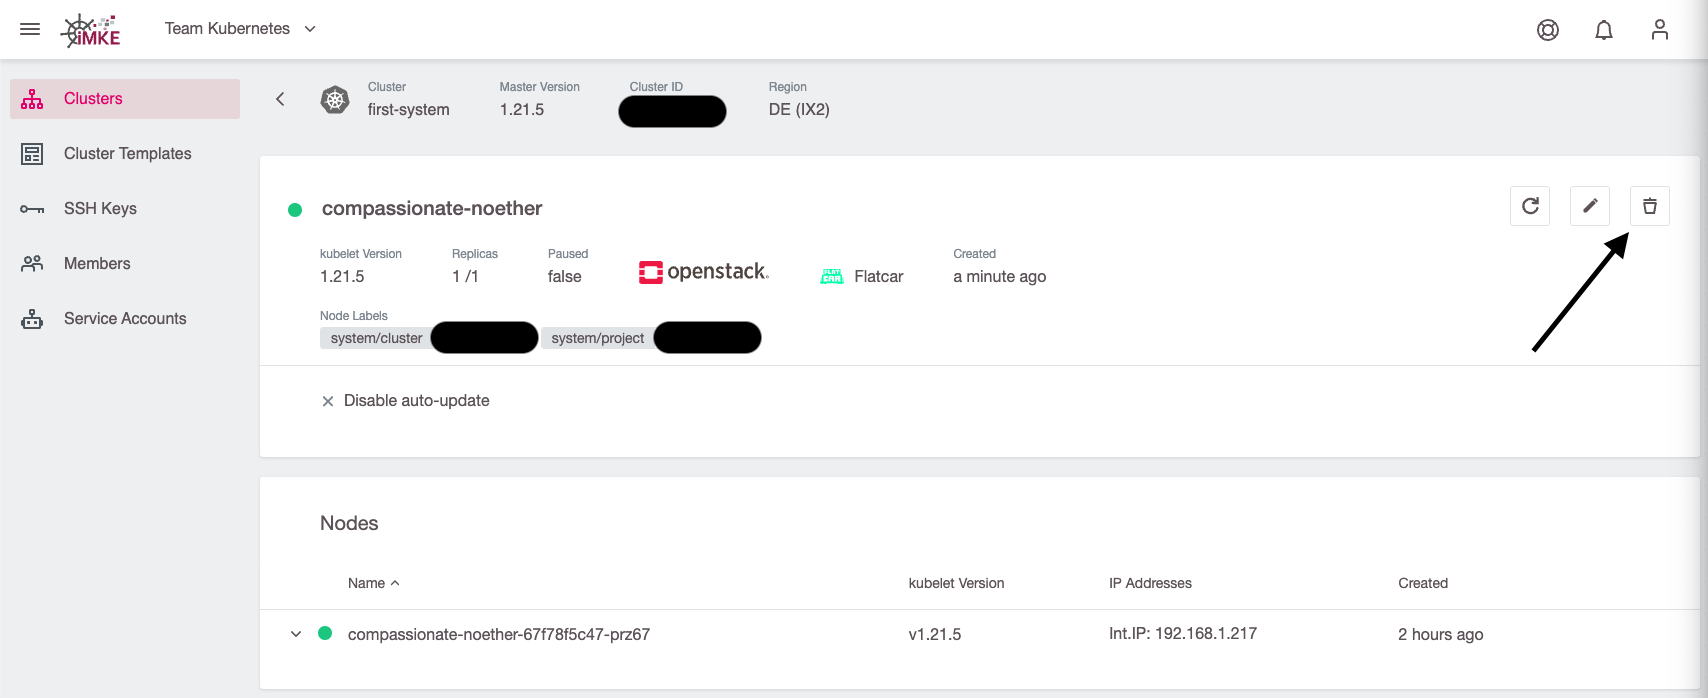 iMKE
Team Kubernetes
Clusters
Cluster Templates
SSH Keys
Members
Service Accounts
Cluster
first-system
Master Version
1.21.5
Cluster ID
Region
DE (IX2)
compassionate-noether
kubelet Version
1.21.5
Replicas
1 /1
Paused
false
openstack.
FLAT CAR
Flatcar
Created
a minute ago
Node Labels
system/cluster
system/project
Disable auto-update
Nodes
Name
kubelet Version
IP Addresses
Created
compassionate-noether-67f78f5c47-prz67
v1.21.5
Int.IP: 192.168.1.217
2 hours ago